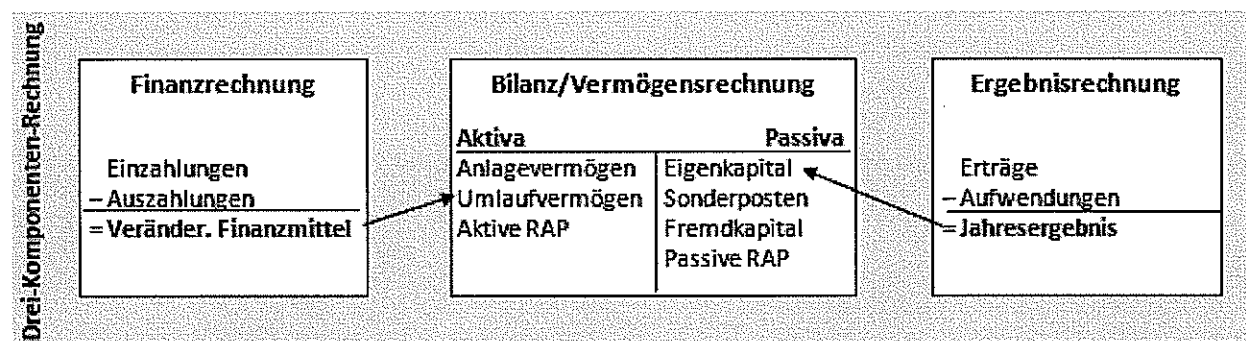 Drei-Komponenten-Rechnung
Finanzrechnung
Einzahlungen
– Auszahlungen
= Veränder. Finanzmittel
Bilanz/Vermögensrechnung
Aktiva Passiva
Anlagevermögen Eigenkapital
Umlaufvermögen Sonderposten
Aktive RAP Fremdkapital
Passive RAP
Ergebnisrechnung
Erträge
– Aufwendungen
= Jahresergebnis